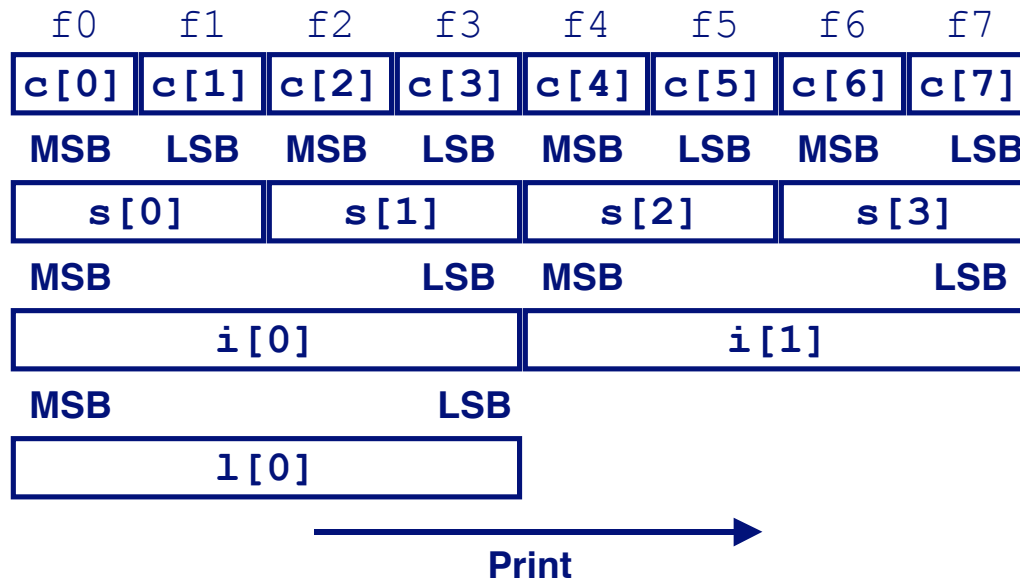 f0 f1 f2 f3 f4 f5 f6 f7
c[0] c[1] c[2] c[3] c[4] c[5] c[6] c[7]
MSB LSB MSB LSB MSB LSB MSB LSB
s[0] s[1] s[2] s[3]
MSB LSB MSB LSB
i[0] i[1]
MSB LSB
l[0]
Print